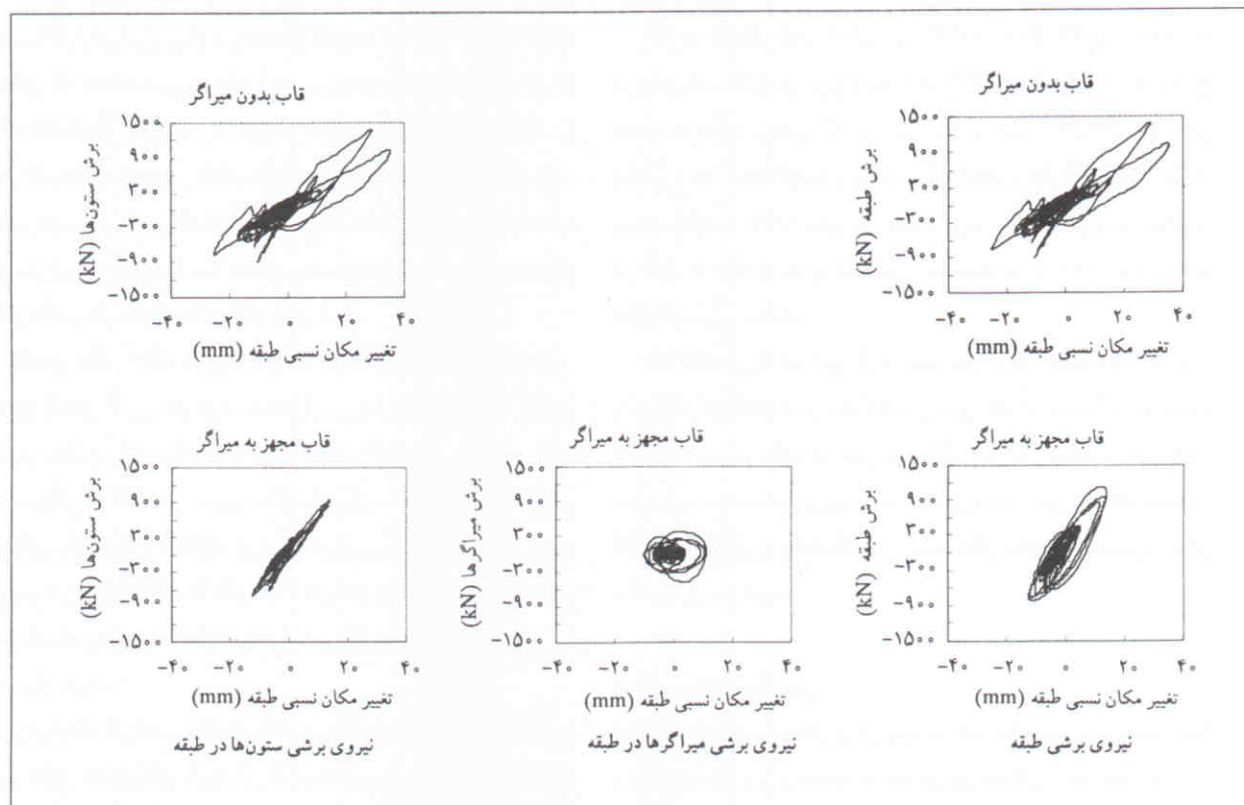 قاب بدون میراگر
برش طبقه (kN)
۱۵۰۰
۹۰۰
۳۰۰
-۳۰۰
-۹۰۰
-۱۵۰۰
-۴۰ -۲۰ ۰ ۲۰ ۴۰
تغییر مکان نسبی طبقه (mm)
قاب بدون میراگر
برش ستون‌ها (kN)
۱۵۰۰
۹۰۰
۳۰۰
-۳۰۰
-۹۰۰
-۱۵۰۰
-۴۰ -۲۰ ۰ ۲۰ ۴۰
تغییر مکان نسبی طبقه (mm)
قاب مجهز به میراگر
برش طبقه (kN)
۱۵۰۰
۹۰۰
۳۰۰
-۳۰۰
-۹۰۰
-۱۵۰۰
-۴۰ -۲۰ ۰ ۲۰ ۴۰
تغییر مکان نسبی طبقه (mm)
نیروی برشی طبقه
قاب مجهز به میراگر
برش میراگرها (kN)
۱۵۰۰
۹۰۰
۳۰۰
-۳۰۰
-۹۰۰
-۱۵۰۰
-۴۰ -۲۰ ۰ ۲۰ ۴۰
تغییر مکان نسبی طبقه (mm)
نیروی برشی میراگرها در طبقه
قاب مجهز به میراگر
برش ستون‌ها (kN)
۱۵۰۰
۹۰۰
۳۰۰
-۳۰۰
-۹۰۰
-۱۵۰۰
-۴۰ -۲۰ ۰ ۲۰ ۴۰
تغییر مکان نسبی طبقه (mm)
نیروی برشی ستون‌ها در طبقه